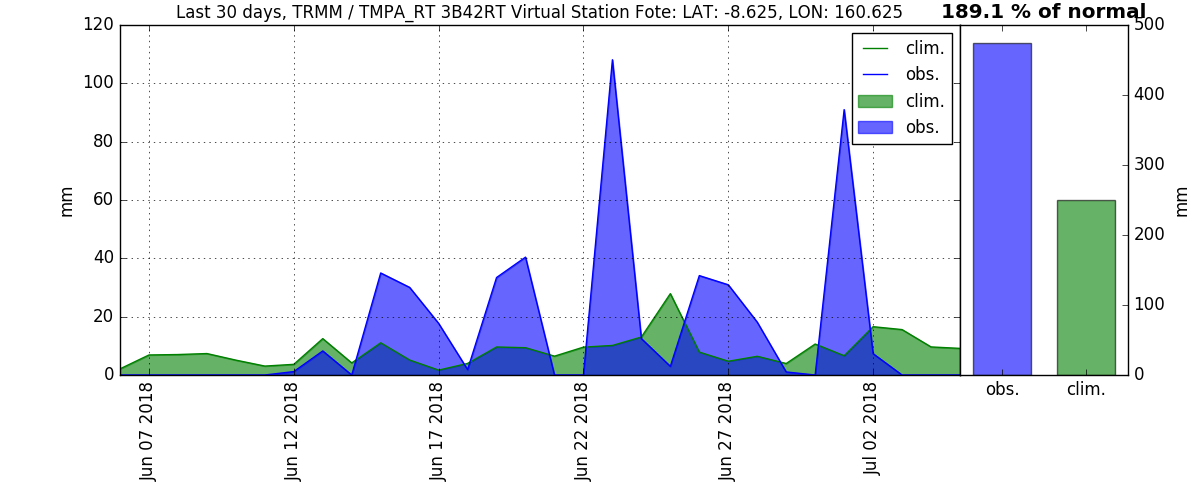 Last 30 days, TRMM / TMPA_RT 3B42RT Virtual Station Fote: LAT: -8.625, LON: 160.625
189.1 % of normal
120
100
80
60
40
20
0
mm
clim.
obs.
clim.
obs.
500
400
300
200
100
0
mm
Jun 07 2018
Jun 12 2018
Jun 17 2018
Jun 22 2018
Jun 27 2018
Jul 02 2018
obs.
clim.